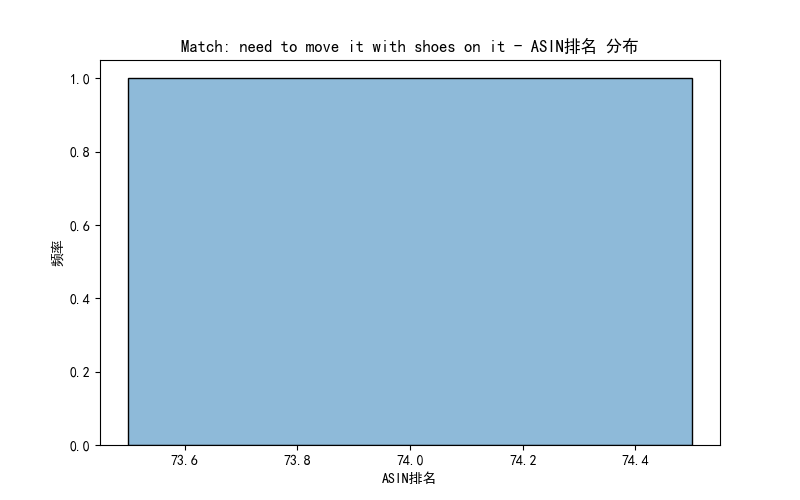 Match: need to move it with shoes on it - ASIN排名 分布
频率
1.0
0.8
0.6
0.4
0.2
0.0
73.6 73.8 74.0 74.2 74.4
ASIN排名